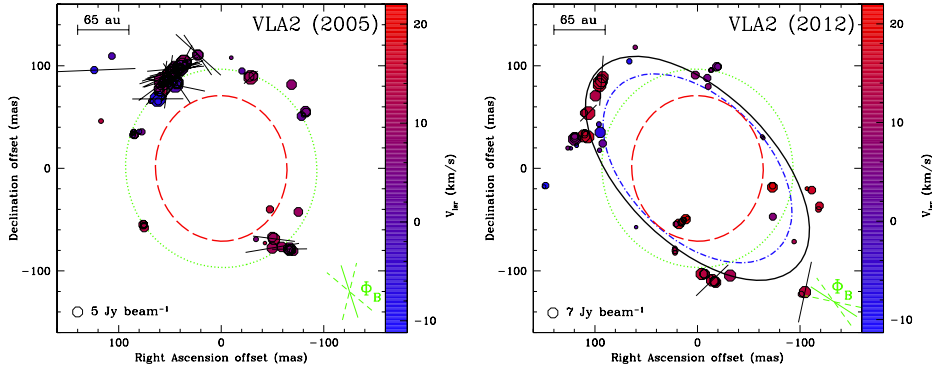 65 au
VLA2 (2005)
20
100
10
0
0
-100
-10
Declination offset (mas)
V_lsr (km/s)
Φ_B
5 Jy beam⁻¹
100
0
-100
Right Ascension offset (mas)
65 au
VLA2 (2012)
20
100
10
0
0
-100
-10
Declination offset (mas)
V_lsr (km/s)
Φ_B
7 Jy beam⁻¹
100
0
-100
Right Ascension offset (mas)